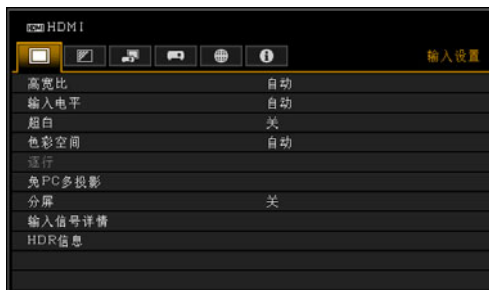 HDMI HDMI
输入设置
高宽比 自动
输入电平 自动
超白 关
色彩空间 自动
逐行
免PC多投影
分屏 关
输入信号详情
HDR信息